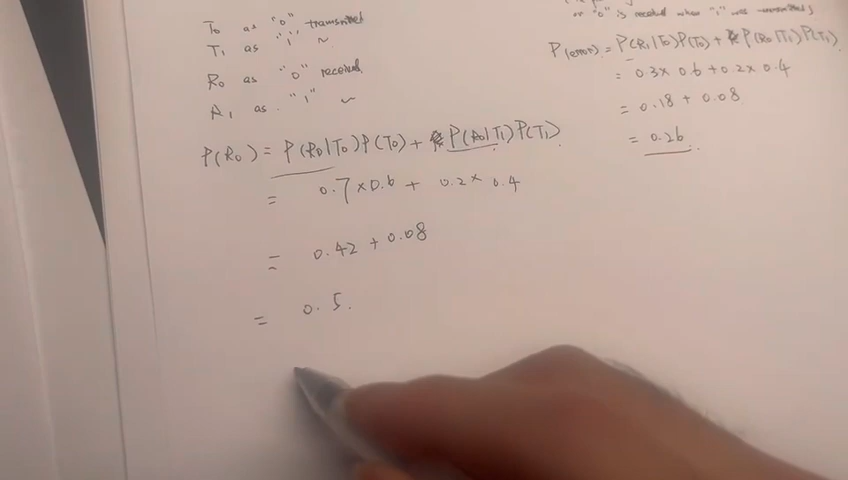 T0 as "0" transmitted
T1 as "1" ~
R0 as "0" received.
R1 as "1" ~
P(R0) = P(R0|T0)P(T0) + P(R0|T1)P(T1).
= 0.7 x 0.6 + 0.2 x 0.4
= 0.42 + 0.08
= 0.5.
or "0" is received when "1" was transmitted}
P(error) = P(R1|T0)P(T0) + P(R0|T1)P(T1).
= 0.3 x 0.6 + 0.2 x 0.4
= 0.18 + 0.08
= 0.26.